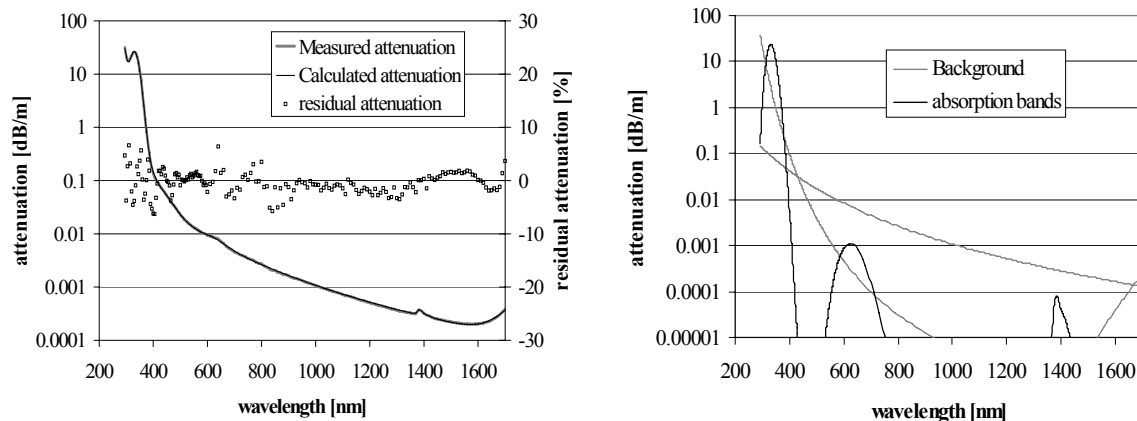 100
10
1
0.1
0.01
0.001
0.0001
attenuation [dB/m]
30
20
10
0
-10
-20
-30
residual attenuation [%]
Measured attenuation
Calculated attenuation
residual attenuation
200 400 600 800 1000 1200 1400 1600
wavelength [nm]
100
10
1
0.1
0.01
0.001
0.0001
0.00001
attenuation [dB/m]
Background
absorption bands
200 400 600 800 1000 1200 1400 1600
wavelength [nm]